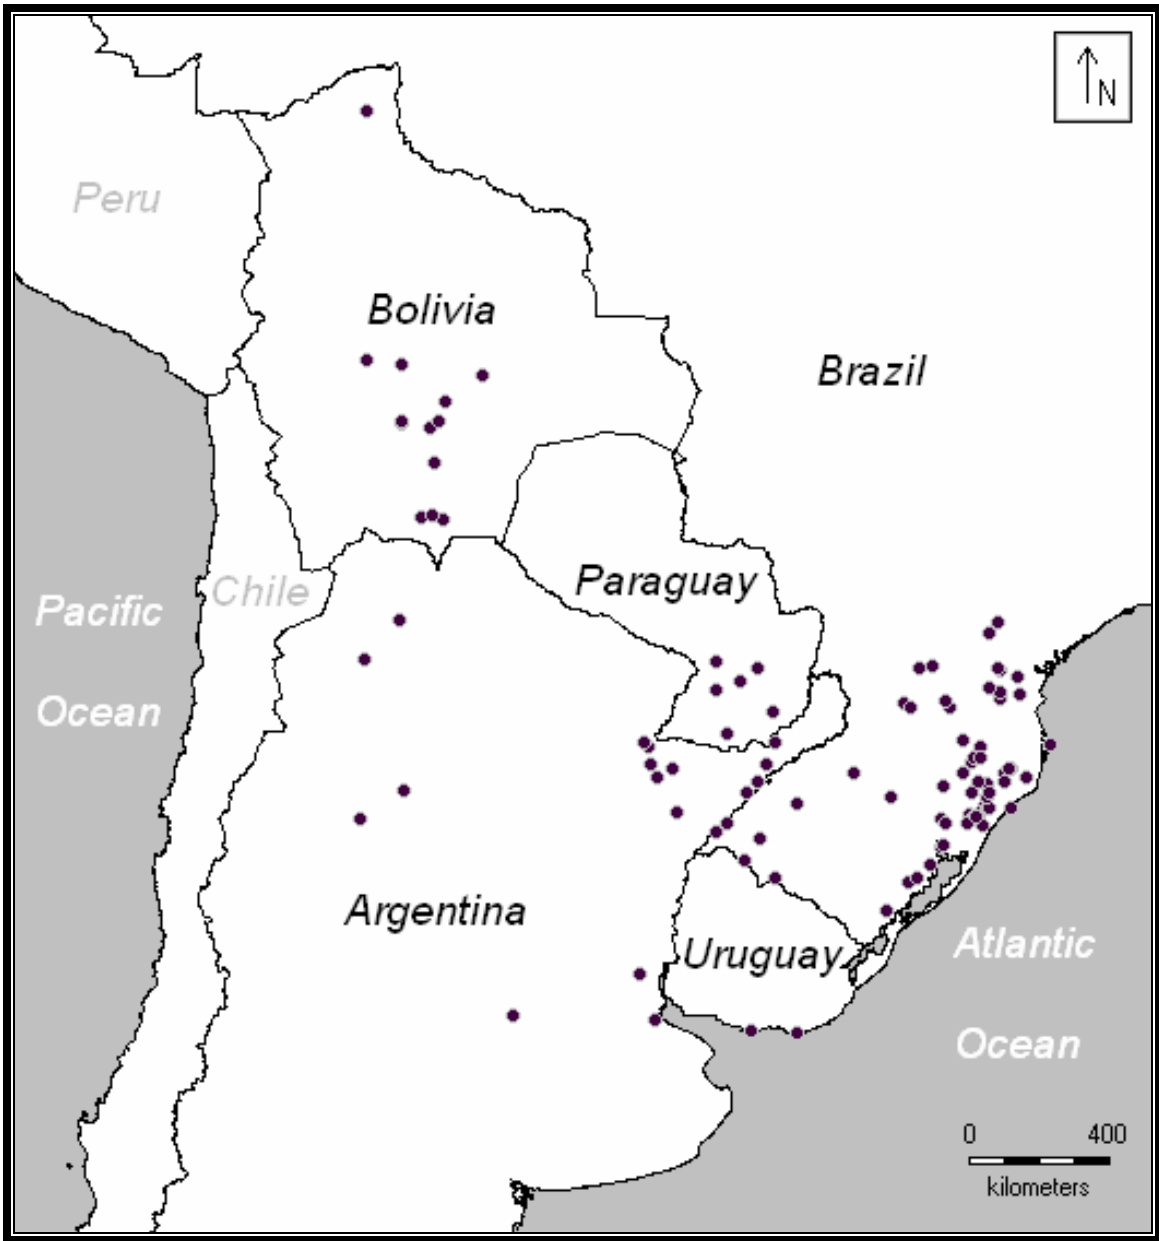 N
Peru
Bolivia
Brazil
Paraguay
Chile
Pacific
Ocean
Argentina
Uruguay
Atlantic
Ocean
0 400
kilometers